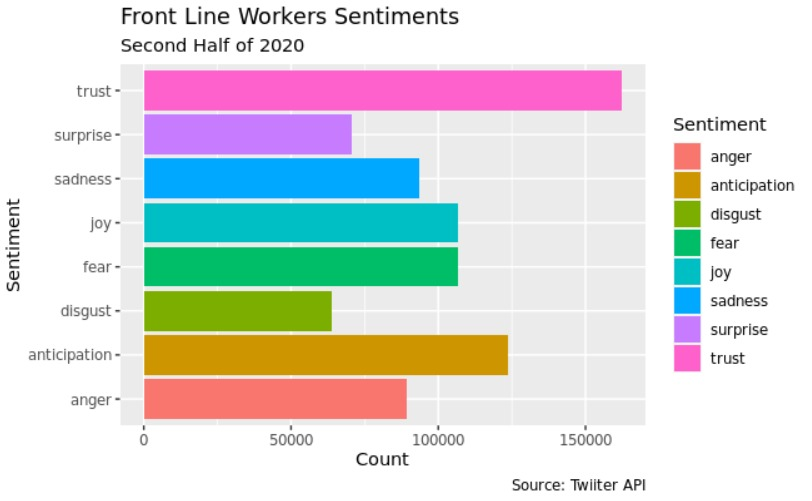 Front Line Workers Sentiments
Second Half of 2020
trust
surprise
sadness
joy
fear
disgust
anticipation
anger
Sentiment
0 50000 100000 150000
Count
Sentiment
anger
anticipation
disgust
fear
joy
sadness
surprise
trust
Source: Twiiter API